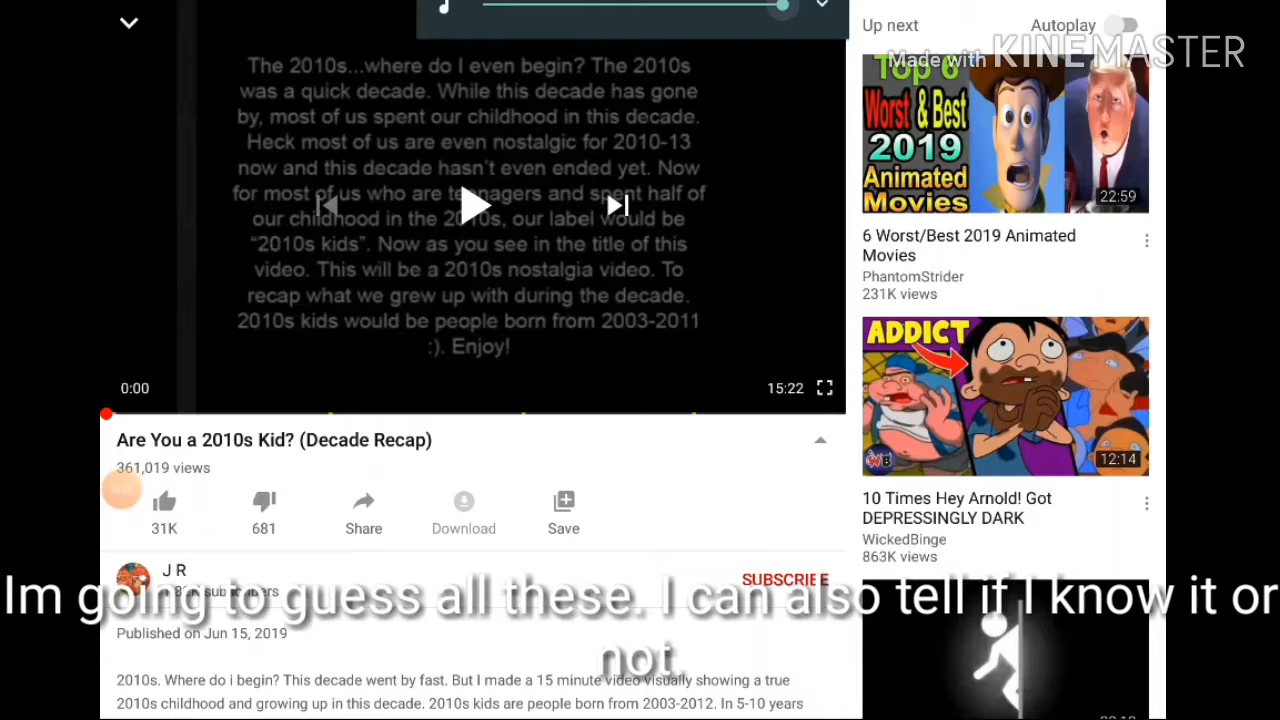 The 2010s...where do I even begin? The 2010s
was a quick decade. While this decade has gone
by, most of us spent our childhood in this decade.
Heck most of us are even nostalgic for 2010-13
now and this decade hasn't even ended yet. Now
for most of us who are teenagers and spent half of
our childhood in the 2010s, our label would be
“2010s kids”. Now as you see in the title of this
video. This will be a 2010s nostalgia video. To
recap what we grew up with during the decade.
2010s kids would be people born from 2003-2011
:). Enjoy!
0:00
15:22
Are You a 2010s Kid? (Decade Recap)
361,019 views
31K
681
Share
Download
Save
J R
subscribers
SUBSCRIBE
Im going to guess all these. I can also tell if I know it or
not.
Published on Jun 15, 2019
2010s. Where do i begin? This decade went by fast. But I made a 15 minute video visually showing a true
2010s childhood and growing up in this decade. 2010s kids are people born from 2003-2012. In 5-10 years
Up next
Autoplay
Made with KINEMASTER
Top 6
Worst & Best
2019
Animated
Movies
22:59
6 Worst/Best 2019 Animated
Movies
PhantomStrider
231K views
ADDICT
WB
12:14
10 Times Hey Arnold! Got
DEPRESSINGLY DARK
WickedBinge
863K views